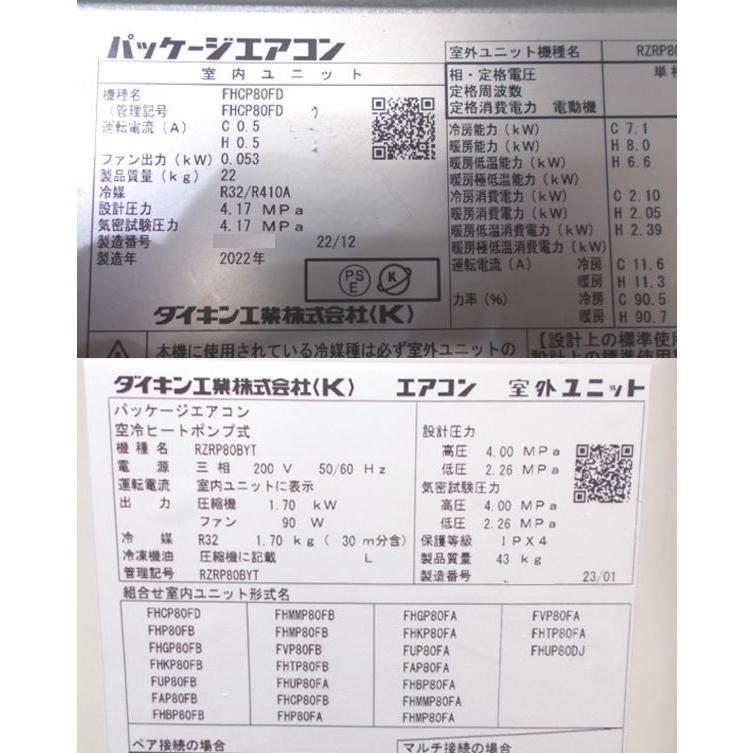 パッケージエアコン
室内ユニット
機種名 FHCP80FD
(管理記号 FHCP80FD )
運転電流(A) C 0.5
H 0.5
ファン出力(kW) 0.053
製品質量(kg) 22
冷媒 R32/R410A
設計圧力 4.17 MPa
気密試験圧力 4.17 MPa
製造番号 22/12
製造年 2022年
PS
E
K
ダイキン工業株式会社(K)
本機に使用されている冷媒種は必ず室外ユニットの
室外ユニット機種名 RZRP80
相・定格電圧 単相
定格周波数
定格消費電力 電動機
冷房能力(kW) C 7.1
暖房能力(kW) H 8.0
暖房低温能力(kW) H 6.6
暖房極低温能力(kW)
冷房消費電力(kW) C 2.10
暖房消費電力(kW) H 2.05
暖房低温消費電力(kW) H 2.39
暖房極低温消費電力(kW)
運転電流(A) 冷房 C 11.6
暖房 H 11.3
力率(%) 冷房 C 90.5
暖房 H 90.7
【設計上の標準使用
設計上の標準使
ダイキン工業株式会社(K) エアコン 室外ユニット
パッケージエアコン
空冷ヒートポンプ式
機種名 RZRP80BYT
電源 三相 200 V 50/60 Hz
運転電流 室内ユニットに表示
出力 圧縮機 1.70 kW
ファン 90 W
冷媒 R32 1.70 kg( 30 m分含)
冷凍機油 圧縮機に記載 L
管理記号 RZRP80BYT
設計圧力
高圧 4.00 MPa
低圧 2.26 MPa
気密試験圧力
高圧 4.00 MPa
低圧 2.26 MPa
保護等級 IPX4
製品質量 43 kg
製造番号 23/01
組合せ室内ユニット形式名
FHCP80FD FHMMP80FB FHGP80FA FVP80FA
FHP80FB FHMP80FB FHKP80FA FHTP80FA
FHGP80FB FVP80FB FUP80FA FHUP80DJ
FHKP80FB FHTP80FB FAP80FA
FUP80FB FHUP80FA FHBP80FA
FAP80FB FHCP80FB FHMMP80FA
FHBP80FB FHP80FA FHMP80FA
ペア接続の場合 マルチ接続の場合